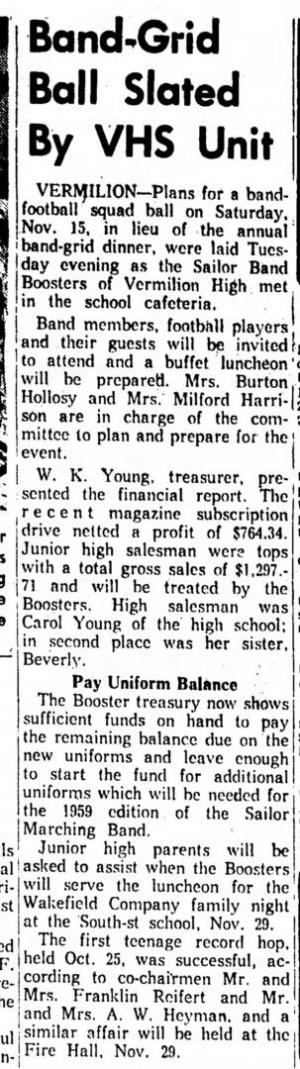 Band-Grid
Ball Slated
By VHS Unit
VERMILION—Plans for a band-
football squad ball on Saturday,
Nov. 15, in lieu of the annual
band-grid dinner, were laid Tues-
day evening as the Sailor Band
Boosters of Vermilion High met
in the school cafeteria.
Band members, football players
and their guests will be invited
to attend and a buffet luncheon
will be prepared. Mrs. Burton
Hollosy and Mrs. Milford Harri-
son are in charge of the com-
mittee to plan and prepare for the
event.
W. K. Young, treasurer, pre-
sented the financial report. The
recent magazine subscription
drive netted a profit of $764.34.
Junior high salesman were tops
with a total gross sales of $1,297.-
71 and will be treated by the
Boosters. High salesman was
Carol Young of the high school;
in second place was her sister,
Beverly.
Pay Uniform Balance
The Booster treasury now shows
sufficient funds on hand to pay
the remaining balance due on the
new uniforms and leave enough
to start the fund for additional
uniforms which will be needed for
the 1959 edition of the Sailor
Marching Band.
Junior high parents will be
asked to assist when the Boosters
will serve the luncheon for the
Wakefield Company family night
at the South-st school, Nov. 29.
The first teenage record hop,
held Oct. 25, was successful, ac-
cording to co-chairmen Mr. and
Mrs. Franklin Reifert and Mr.
and Mrs. A. W. Heyman, and a
similar affair will be held at the
Fire Hall, Nov. 29.